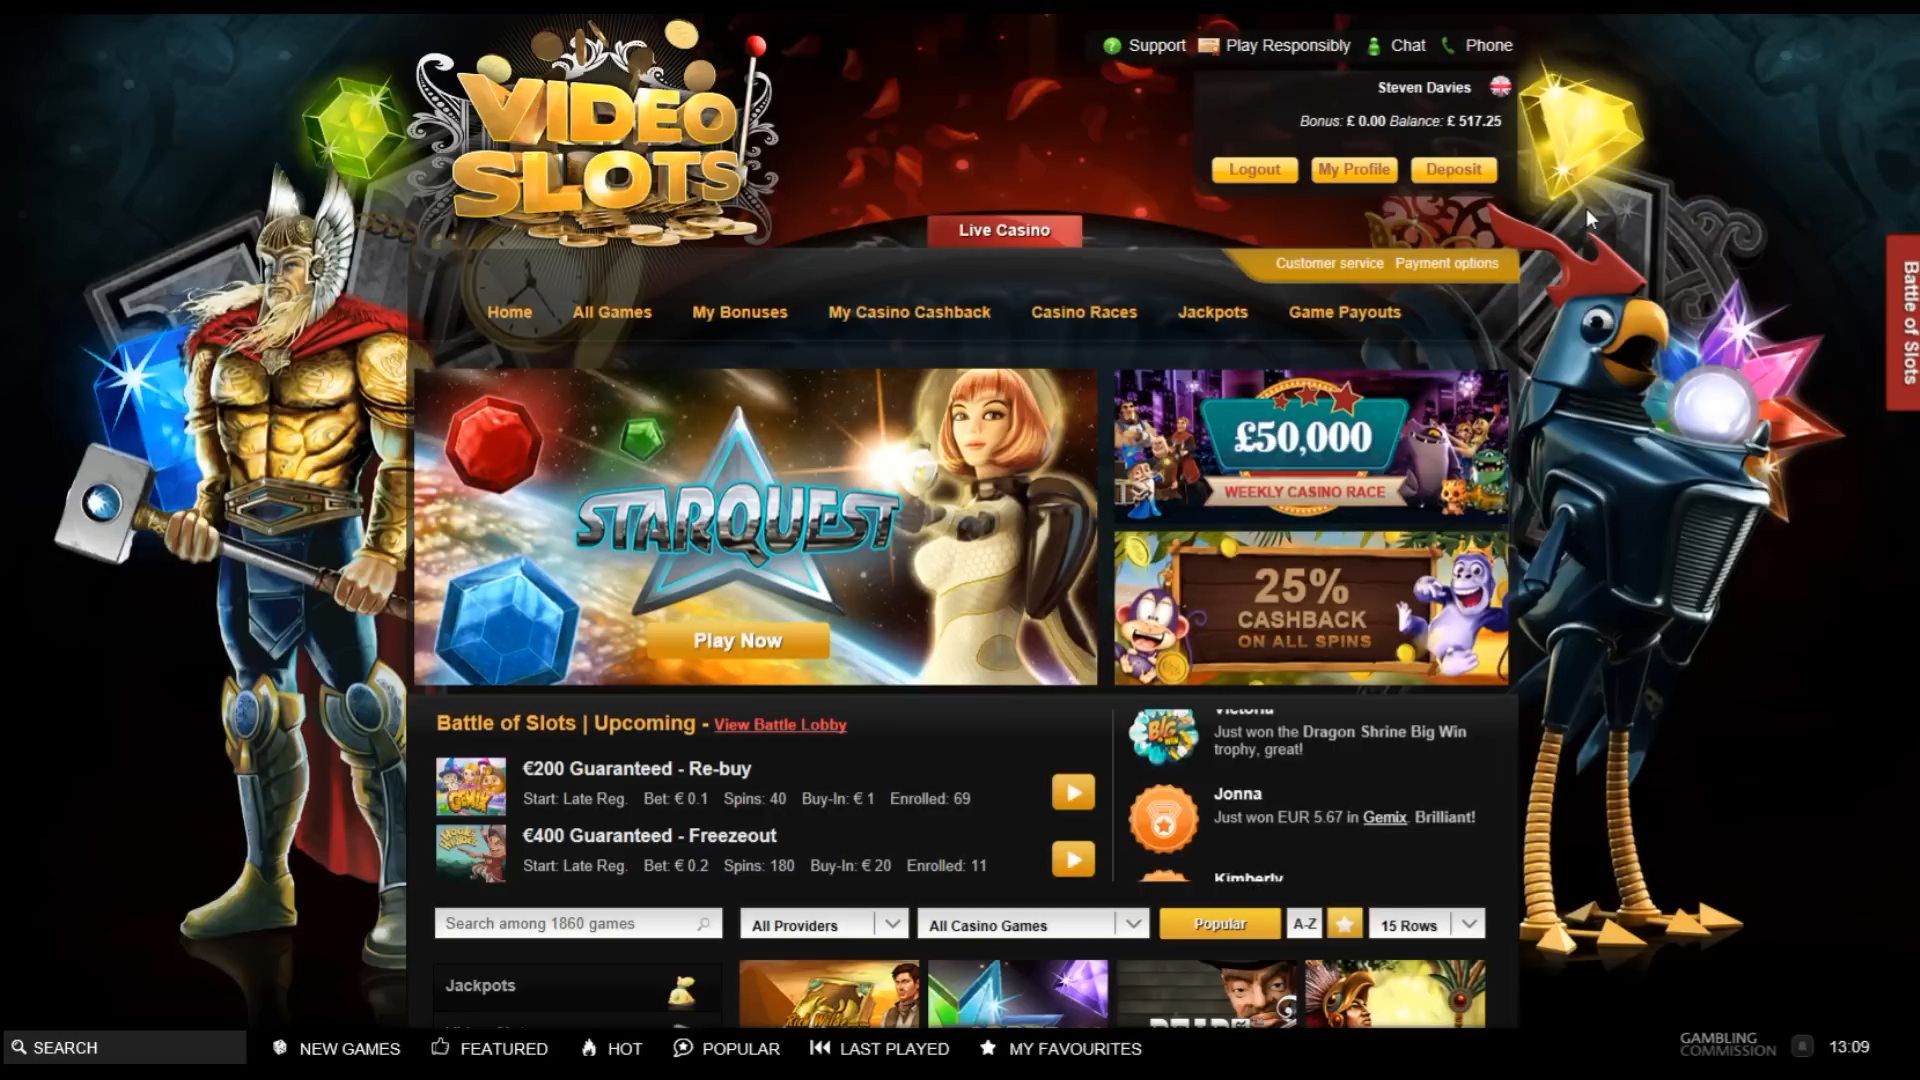 VIDEO
SLOTS
Support Play Responsibly Chat Phone
Steven Davies
Bonus: £ 0.00 Balance: £ 517.25
Logout My Profile Deposit
Live Casino
Customer service Payment options
Battle of Slots
Home All Games My Bonuses My Casino Cashback Casino Races Jackpots Game Payouts
STARQUEST
Play Now
£50,000
WEEKLY CASINO RACE
25%
CASHBACK
ON ALL SPINS
Battle of Slots | Upcoming - View Battle Lobby
GEMIX
€200 Guaranteed - Re-buy
Start: Late Reg. Bet: € 0.1 Spins: 40 Buy-In: € 1 Enrolled: 69
€400 Guaranteed - Freezeout
Start: Late Reg. Bet: € 0.2 Spins: 180 Buy-In: € 20 Enrolled: 11
Victoria
BIG
Just won the Dragon Shrine Big Win
trophy, great!
Jonna
Just won EUR 5.67 in Gemix. Brilliant!
Kimberly
Search among 1860 games All Providers All Casino Games Popular A-Z 15 Rows
Jackpots
Rich Wilde
SEARCH NEW GAMES FEATURED HOT POPULAR LAST PLAYED MY FAVOURITES
GAMBLING
COMMISSION
13:09